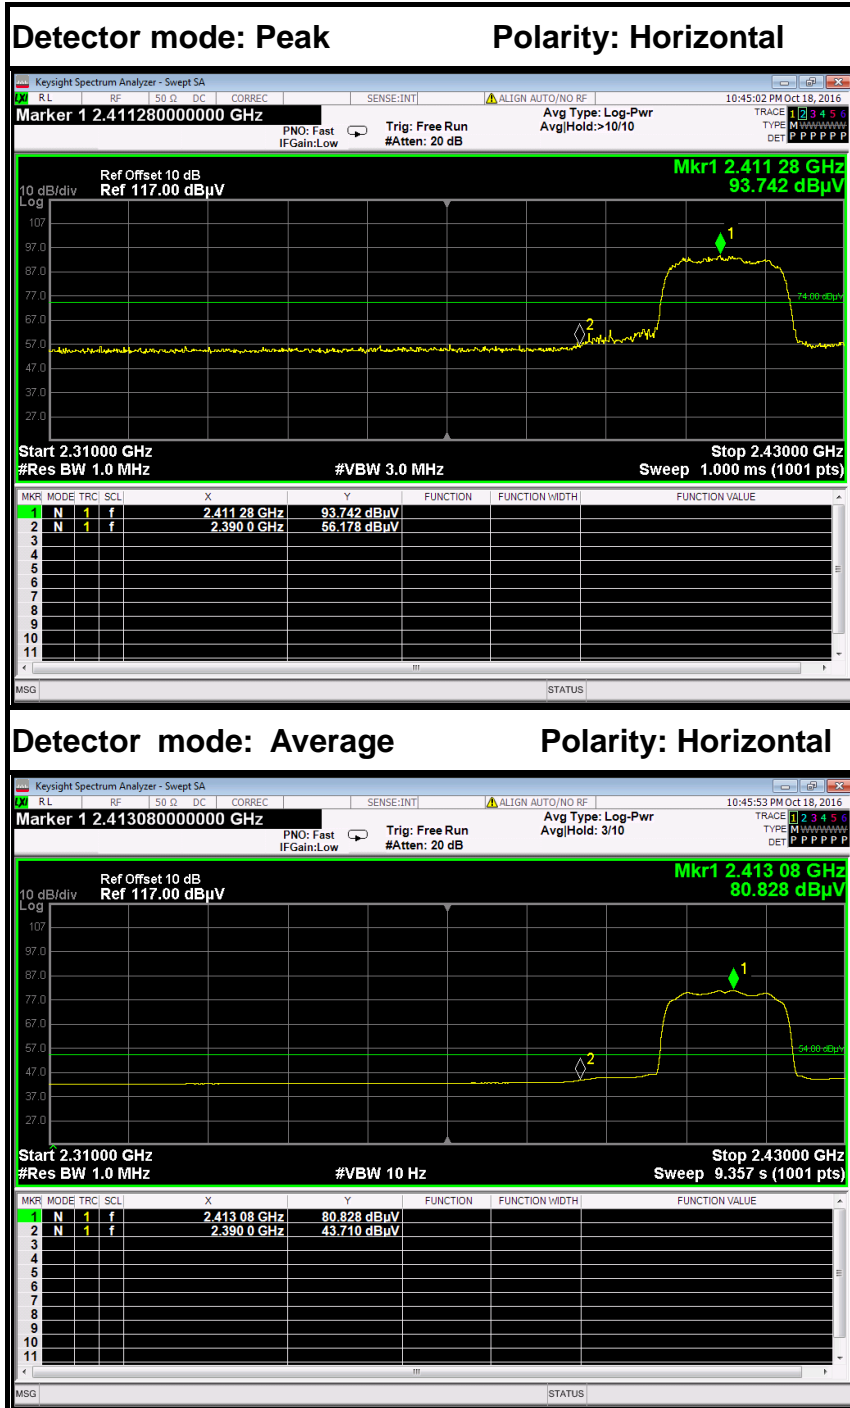 Detector mode: Peak Polarity: Horizontal
Keysight Spectrum Analyzer - Swept SA
LXI RL RF 50 Ω DC CORREC SENSE:INT ALIGN AUTO/NO RF 10:45:02 PM Oct 18, 2016
Marker 1 2.411280000000 GHz Avg Type: Log-Pwr TRACE 1 2 3 4 5 6
PNO: Fast Trig: Free Run Avg|Hold:>10/10 TYPE M WWWWW
IFGain:Low #Atten: 20 dB DET P P P P P P
Mkr1 2.411 28 GHz
Ref Offset 10 dB
10 dB/div Ref 117.00 dBµV 93.742 dBµV
Log
107
97.0
1
87.0
77.0
74.00 dBµV
67.0
2
57.0
47.0
37.0
27.0
Start 2.31000 GHz Stop 2.43000 GHz
#Res BW 1.0 MHz #VBW 3.0 MHz Sweep 1.000 ms (1001 pts)
MKR MODE TRC SCL X Y FUNCTION FUNCTION WIDTH FUNCTION VALUE
1 N 1 f 2.411 28 GHz 93.742 dBµV
2 N 1 f 2.390 0 GHz 56.178 dBµV
3
4
5
6
7
8
9
10
11
MSG STATUS
Detector mode: Average Polarity: Horizontal
Keysight Spectrum Analyzer - Swept SA
LXI RL RF 50 Ω DC CORREC SENSE:INT ALIGN AUTO/NO RF 10:45:53 PM Oct 18, 2016
Marker 1 2.413080000000 GHz Avg Type: Log-Pwr TRACE 1 2 3 4 5 6
PNO: Fast Trig: Free Run Avg|Hold: 3/10 TYPE M WWWWW
IFGain:Low #Atten: 20 dB DET P P P P P P
Mkr1 2.413 08 GHz
Ref Offset 10 dB
10 dB/div Ref 117.00 dBµV 80.828 dBµV
Log
107
97.0
1
87.0
77.0
67.0
57.0
54.00 dBµV
2
47.0
37.0
27.0
Start 2.31000 GHz Stop 2.43000 GHz
#Res BW 1.0 MHz #VBW 10 Hz Sweep 9.357 s (1001 pts)
MKR MODE TRC SCL X Y FUNCTION FUNCTION WIDTH FUNCTION VALUE
1 N 1 f 2.413 08 GHz 80.828 dBµV
2 N 1 f 2.390 0 GHz 43.710 dBµV
3
4
5
6
7
8
9
10
11
MSG STATUS